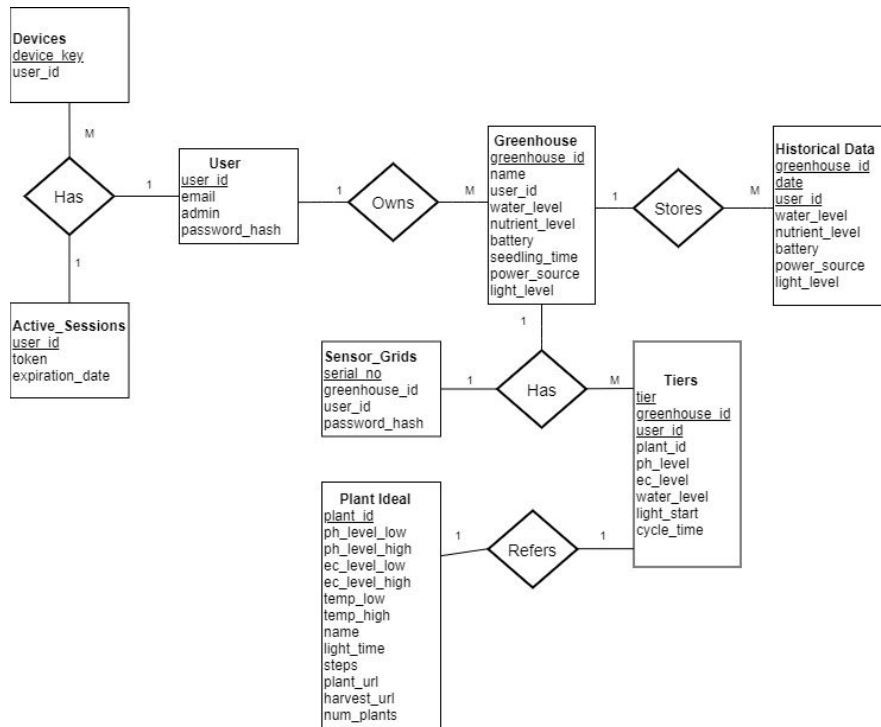 Devices
device_key
user_id
M
Has
1
1
Active_Sessions
user_id
token
expiration_date
User
user_id
email
admin
password_hash
1
Owns
M
Greenhouse
greenhouse_id
name
user_id
water_level
nutrient_level
battery
seedling_time
power_source
light_level
1
Stores
M
Historical Data
greenhouse_id
date
user_id
water_level
nutrient_level
battery
power_source
light_level
1
Sensor_Grids
serial_no
greenhouse_id
user_id
password_hash
1
Has
M
Tiers
tier
greenhouse_id
user_id
plant_id
ph_level
ec_level
water_level
light_start
cycle_time
Plant Ideal
plant_id
ph_level_low
ph_level_high
ec_level_low
ec_level_high
temp_low
temp_high
name
light_time
steps
plant_url
harvest_url
num_plants
1
Refers
1